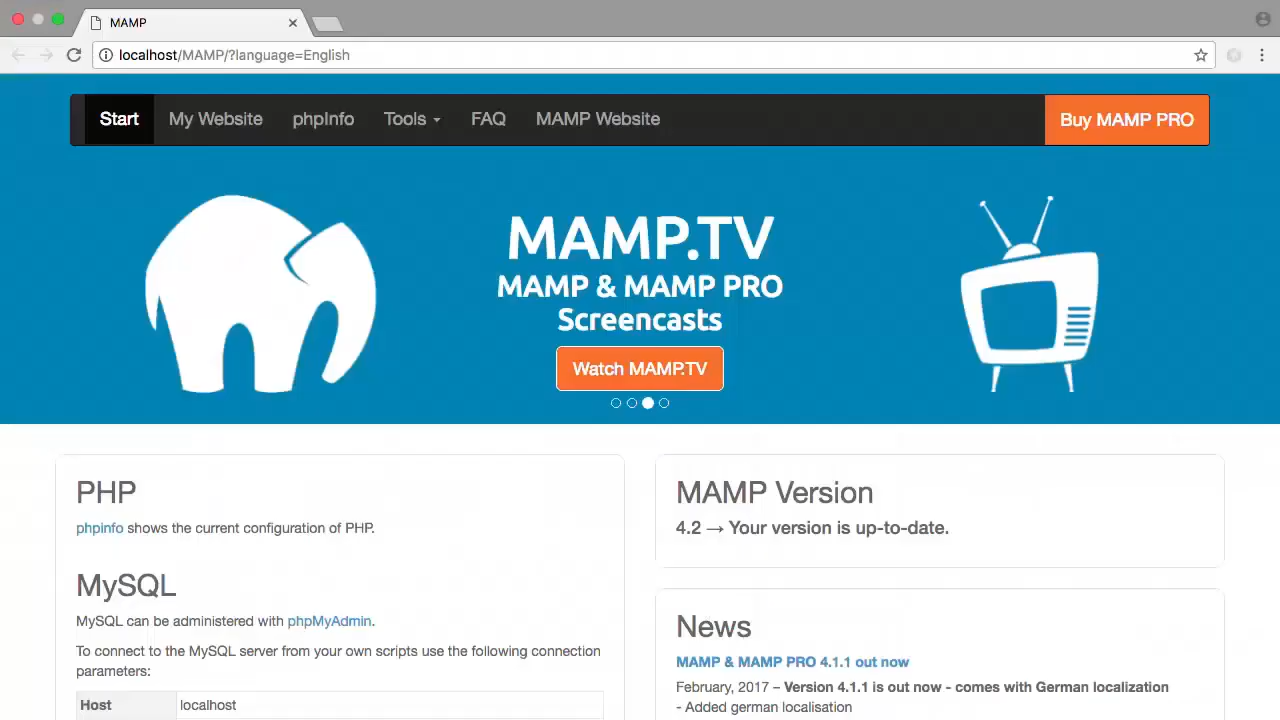 MAMP
localhost/MAMP/?language=English
Start
My Website
phpInfo
Tools
FAQ
MAMP Website
Buy MAMP PRO
MAMP.TV
MAMP & MAMP PRO
Screencasts
Watch MAMP.TV
PHP
phpinfo shows the current configuration of PHP.
MySQL
MySQL can be administered with phpMyAdmin.
To connect to the MySQL server from your own scripts use the following connection
parameters:
Host localhost
MAMP Version
4.2 → Your version is up-to-date.
News
MAMP & MAMP PRO 4.1.1 out now
February, 2017 – Version 4.1.1 is out now - comes with German localization
- Added german localisation